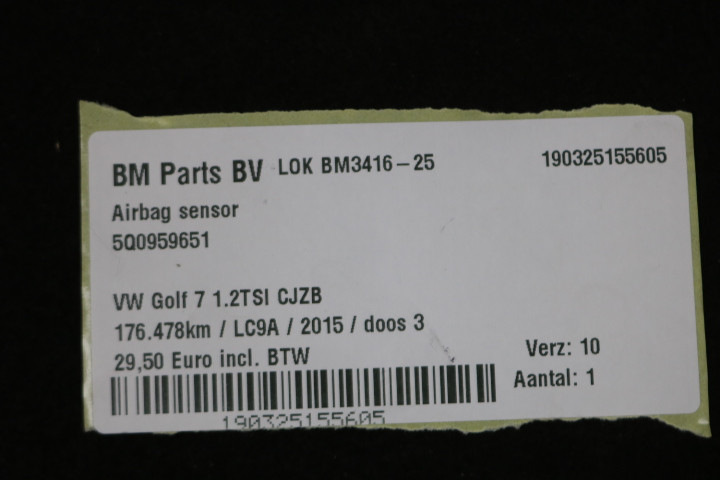 BM Parts BV LOK BM3416-25 190325155605
Airbag sensor
5Q0959651
VW Golf 7 1.2TSI CJZB
176.478km / LC9A / 2015 / doos 3
29,50 Euro incl. BTW
Verz: 10
Aantal: 1
190325155605